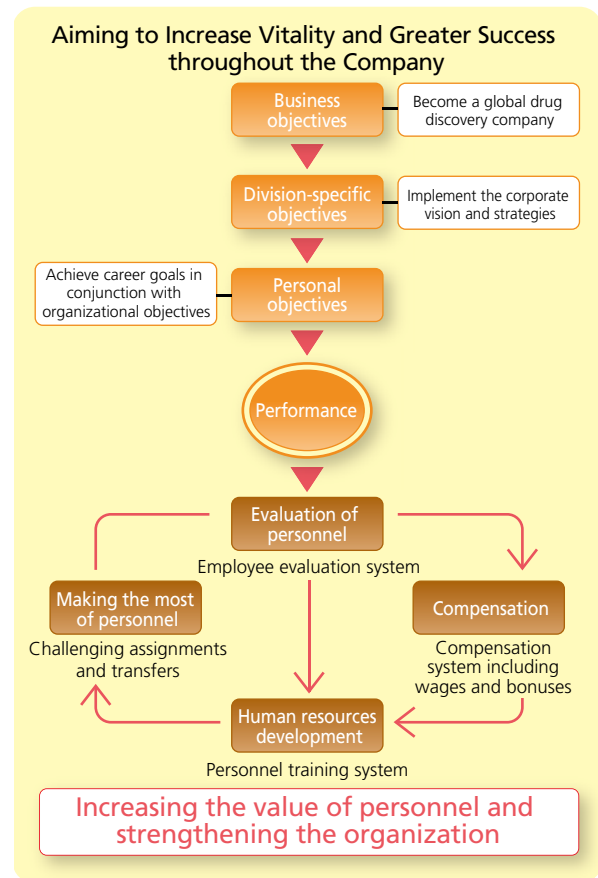 Aiming to Increase Vitality and Greater Success
throughout the Company
Business
objectives
Become a global drug
discovery company
Division-specific
objectives
Implement the corporate
vision and strategies
Achieve career goals in
conjunction with
organizational objectives
Personal
objectives
Performance
Evaluation of
personnel
Employee evaluation system
Making the most
of personnel
Challenging assignments
and transfers
Compensation
Compensation
system including
wages and bonuses
Human resources
development
Personnel training system
Increasing the value of personnel and
strengthening the organization